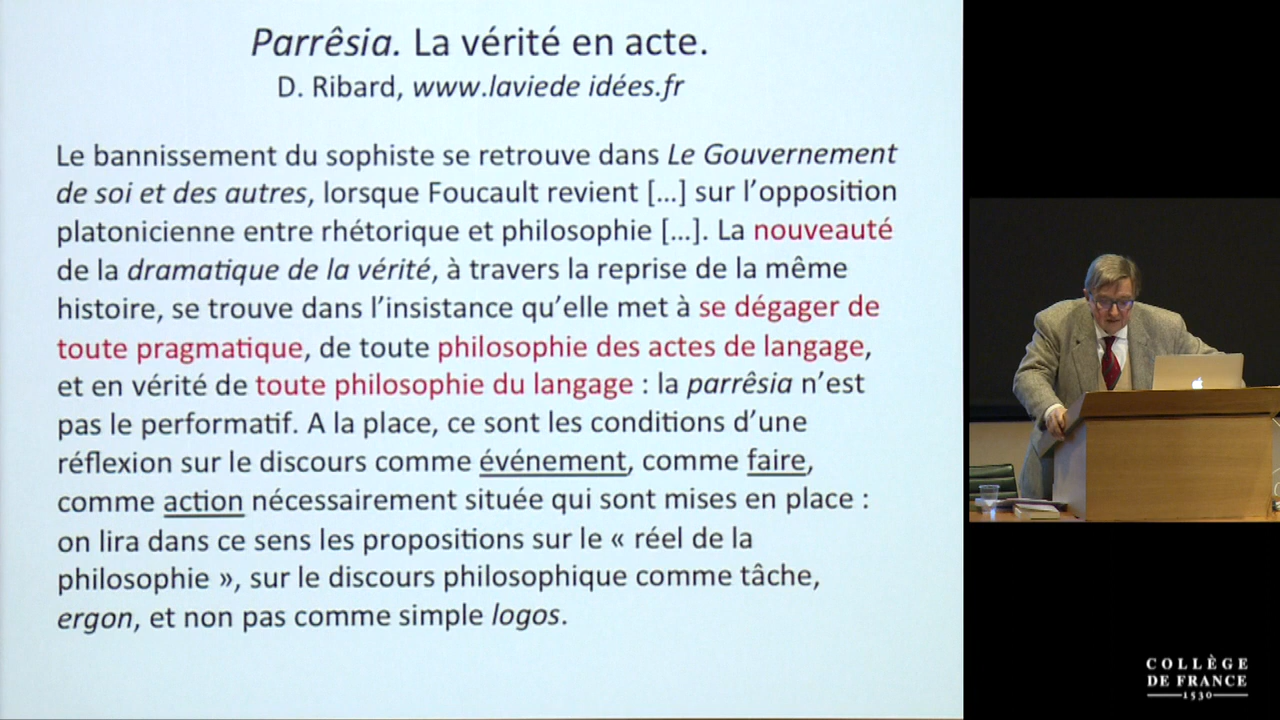 Parrêsia. La vérité en acte.
D. Ribard, www.laviede idées.fr
Le bannissement du sophiste se retrouve dans Le Gouvernement
de soi et des autres, lorsque Foucault revient [...] sur l'opposition
platonicienne entre rhétorique et philosophie [...]. La nouveauté
de la dramatique de la vérité, à travers la reprise de la même
histoire, se trouve dans l'insistance qu'elle met à se dégager de
toute pragmatique, de toute philosophie des actes de langage,
et en vérité de toute philosophie du langage : la parrêsia n'est
pas le performatif. A la place, ce sont les conditions d'une
réflexion sur le discours comme événement, comme faire,
comme action nécessairement située qui sont mises en place :
on lira dans ce sens les propositions sur le « réel de la
philosophie », sur le discours philosophique comme tâche,
ergon, et non pas comme simple logos.
COLLÈGE
DE FRANCE
1530